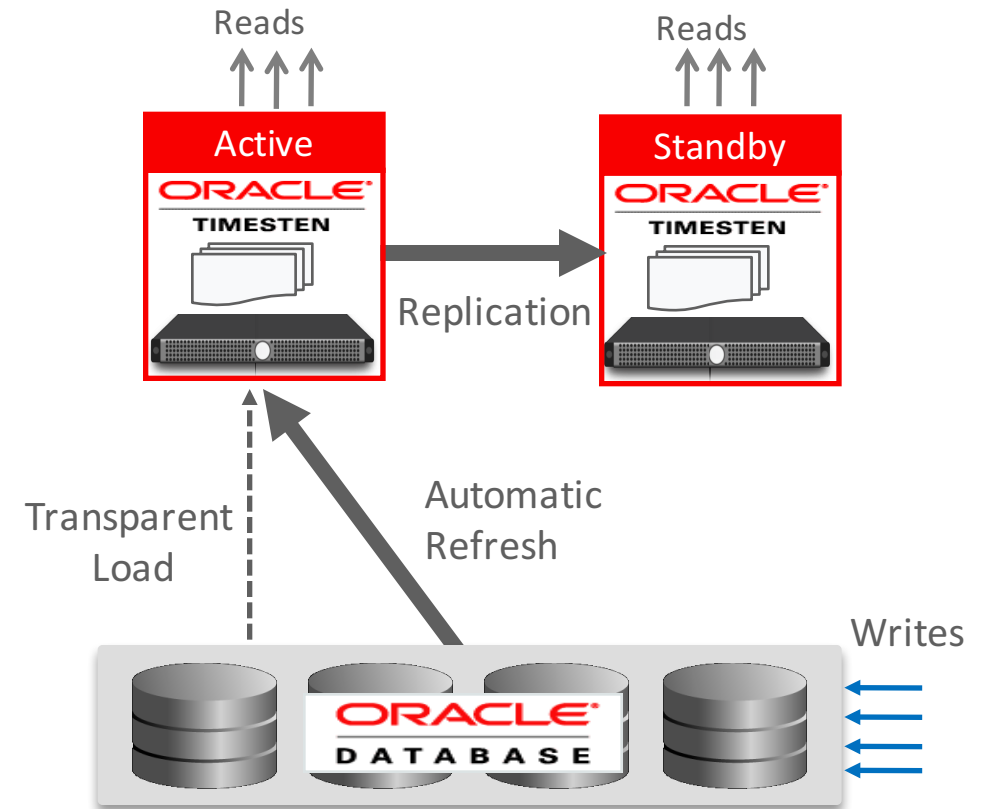 Reads
Reads
Active
Standby
ORACLE®
TIMESTEN
ORACLE®
TIMESTEN
Replication
Transparent
Load
Automatic
Refresh
Writes
ORACLE®
DATABASE